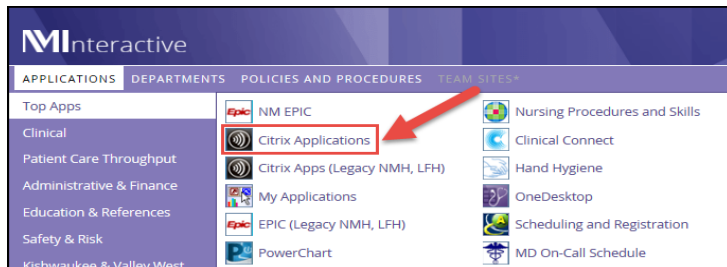 NMInteractive
APPLICATIONS DEPARTMENTS POLICIES AND PROCEDURES TEAM SITES+
Top Apps
Clinical
Patient Care Throughput
Administrative & Finance
Education & References
Safety & Risk
Kishwaukee & Valley West
Epic NM EPIC
Citrix Applications
Citrix Apps (Legacy NMH, LFH)
My Applications
Epic EPIC (Legacy NMH, LFH)
PowerChart
Nursing Procedures and Skills
Clinical Connect
Hand Hygiene
OneDesktop
Scheduling and Registration
MD On-Call Schedule